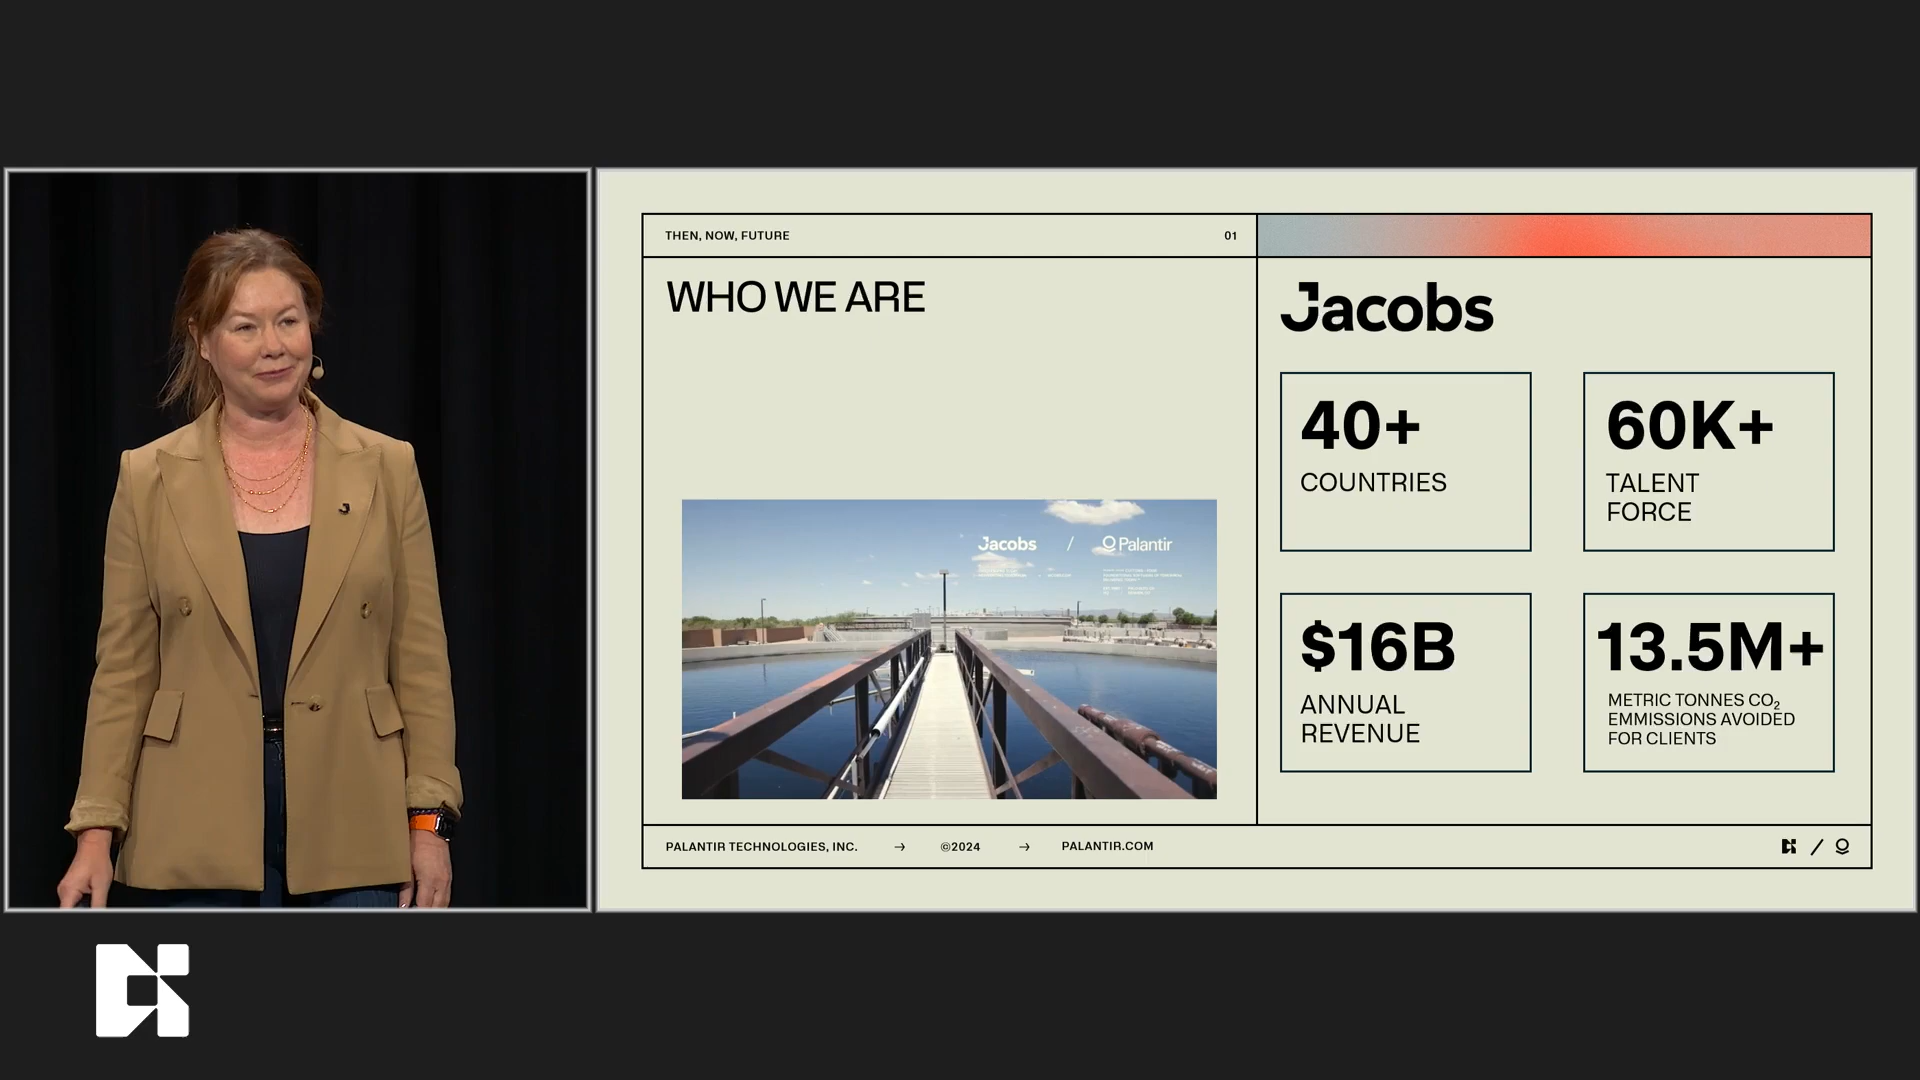 THEN, NOW, FUTURE
01
WHO WE ARE
Jacobs / Palantir
Jacobs
40+
COUNTRIES
60K+
TALENT
FORCE
$16B
ANNUAL
REVENUE
13.5M+
METRIC TONNES CO₂
EMMISSIONS AVOIDED
FOR CLIENTS
PALANTIR TECHNOLOGIES, INC. → ©2024 → PALANTIR.COM